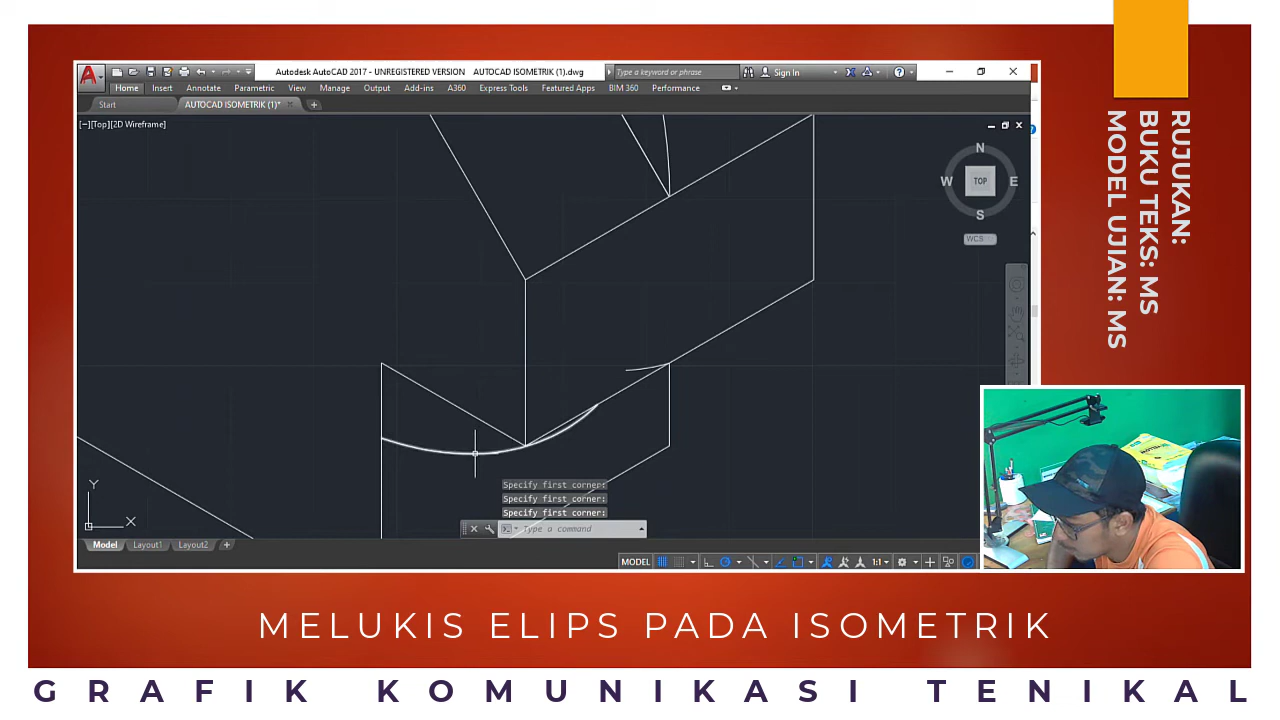 Autodesk AutoCAD 2017 - UNREGISTERED VERSION AUTOCAD ISOMETRIK (1).dwg
Type a keyword or phrase
Sign In
Home Insert Annotate Parametric View Manage Output Add-ins A360 Express Tools Featured Apps BIM 360 Performance
Start AUTOCAD ISOMETRIK (1)*
[−][Top][2D Wireframe]
N
W TOP E
S
WCS
RUJUKAN:
BUKU TEKS: MS
MODEL UJIAN: MS
Y
X
Specify first corner:
Specify first corner:
Specify first corner:
Type a command
Model Layout1 Layout2 +
MODEL 1:1
MELUKIS ELIPS PADA ISOMETRIK
GRAFIK KOMUNIKASI TENIKAL